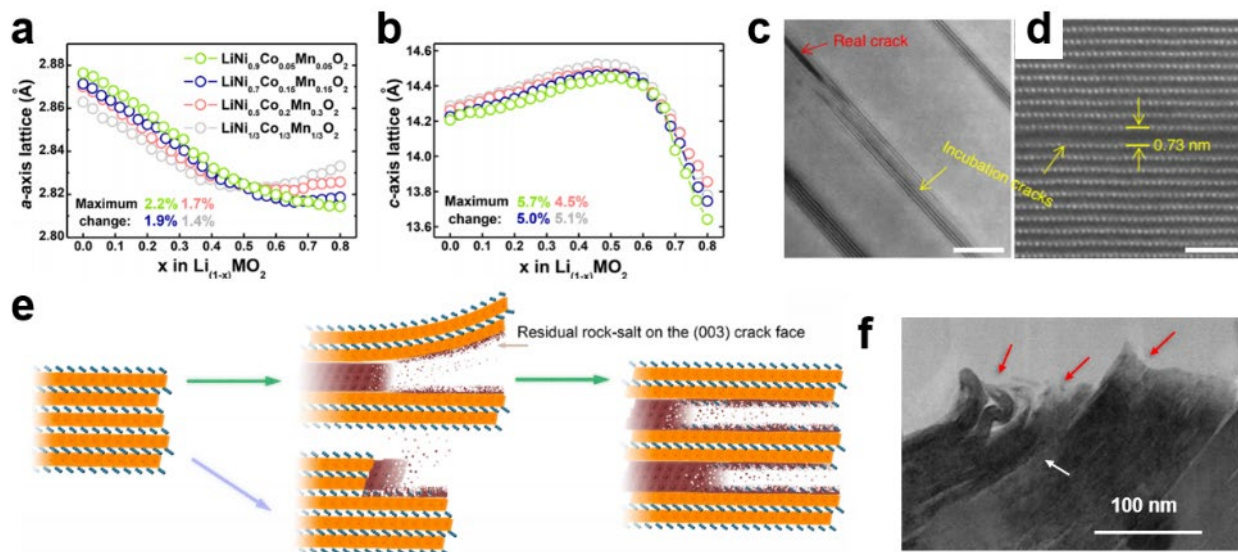 a
a-axis lattice (Å)
2.88
2.86
2.84
2.82
2.80
LiNi0.9Co0.05Mn0.05O2
LiNi0.7Co0.15Mn0.15O2
LiNi0.5Co0.2Mn0.3O2
LiNi1/3Co1/3Mn1/3O2
Maximum 2.2% 1.7%
change: 1.9% 1.4%
0.0 0.1 0.2 0.3 0.4 0.5 0.6 0.7 0.8
x in Li(1-x)MO2
b
c-axis lattice (Å)
14.6
14.4
14.2
14.0
13.8
13.6
Maximum 5.7% 4.5%
change: 5.0% 5.1%
0.0 0.1 0.2 0.3 0.4 0.5 0.6 0.7 0.8
x in Li(1-x)MO2
c
Real crack
Incubation cracks
d
0.73 nm
e
Residual rock-salt on the (003) crack face
f
100 nm